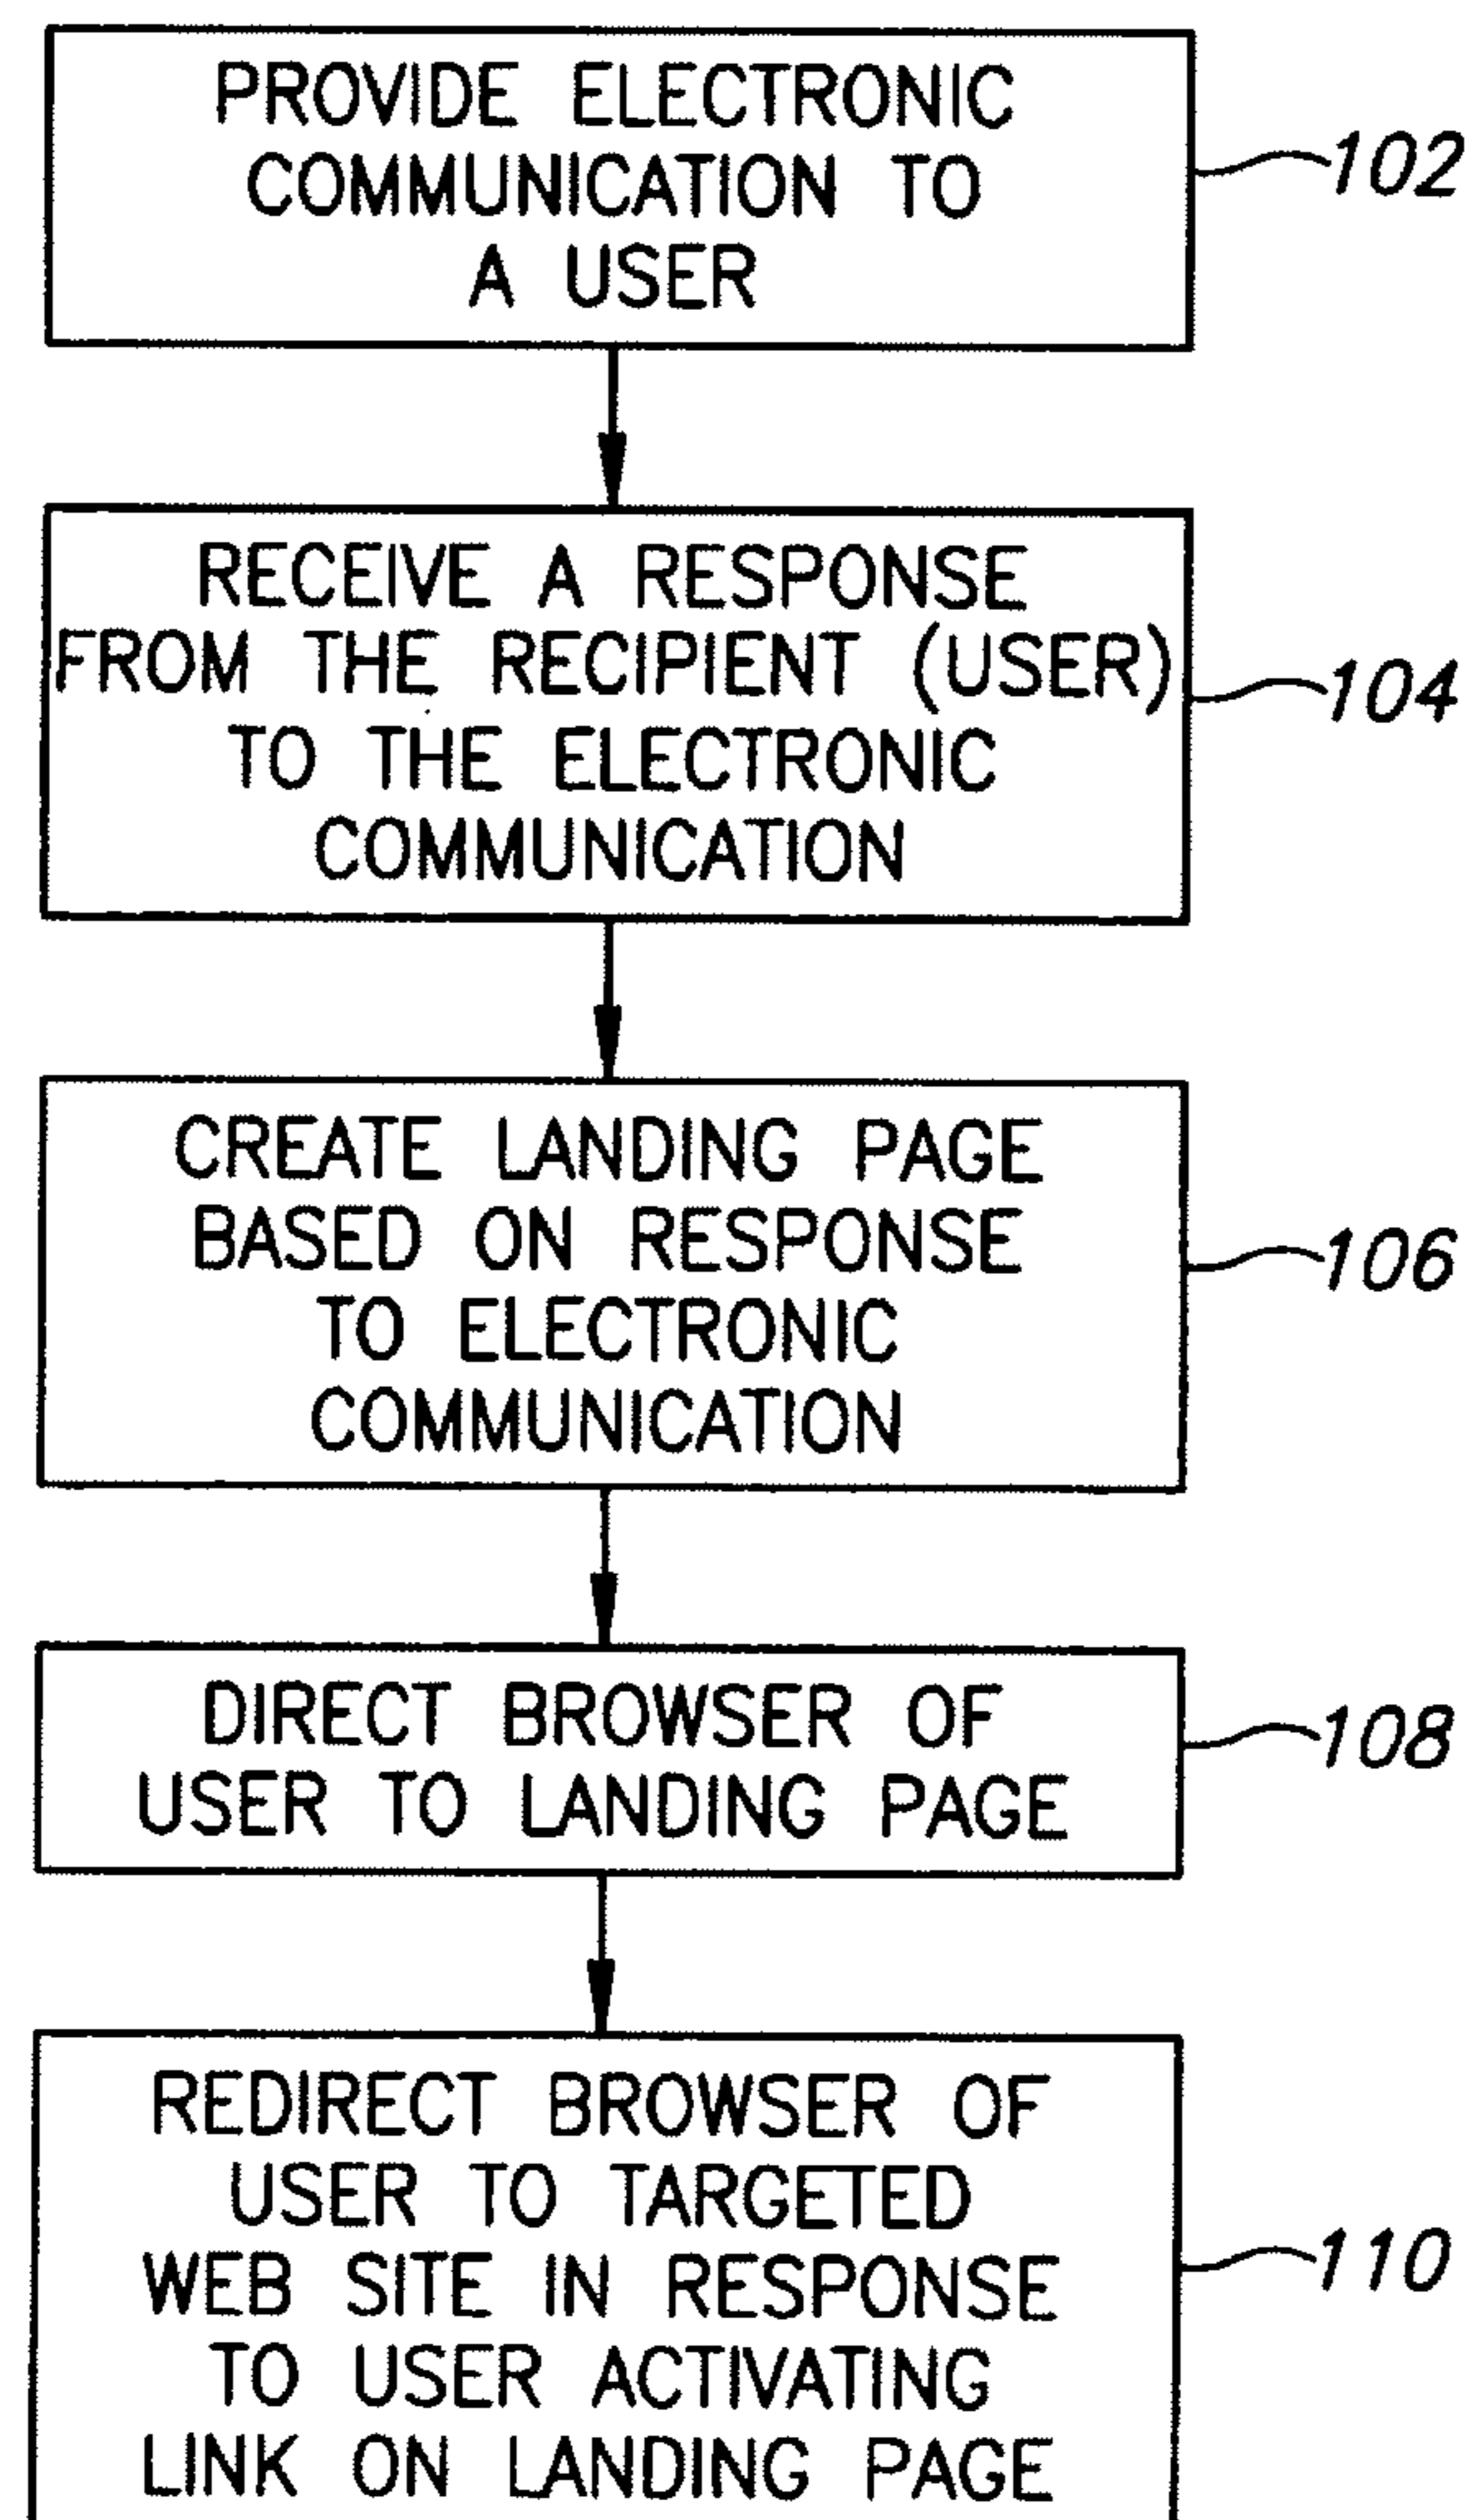 PROVIDE ELECTRONIC
COMMUNICATION TO
A USER
102
RECEIVE A RESPONSE
FROM THE RECIPIENT (USER)
TO THE ELECTRONIC
COMMUNICATION
104
CREATE LANDING PAGE
BASED ON RESPONSE
TO ELECTRONIC
COMMUNICATION
106
DIRECT BROWSER OF
USER TO LANDING PAGE
108
REDIRECT BROWSER OF
USER TO TARGETED
WEB SITE IN RESPONSE
TO USER ACTIVATING
LINK ON LANDING PAGE
110